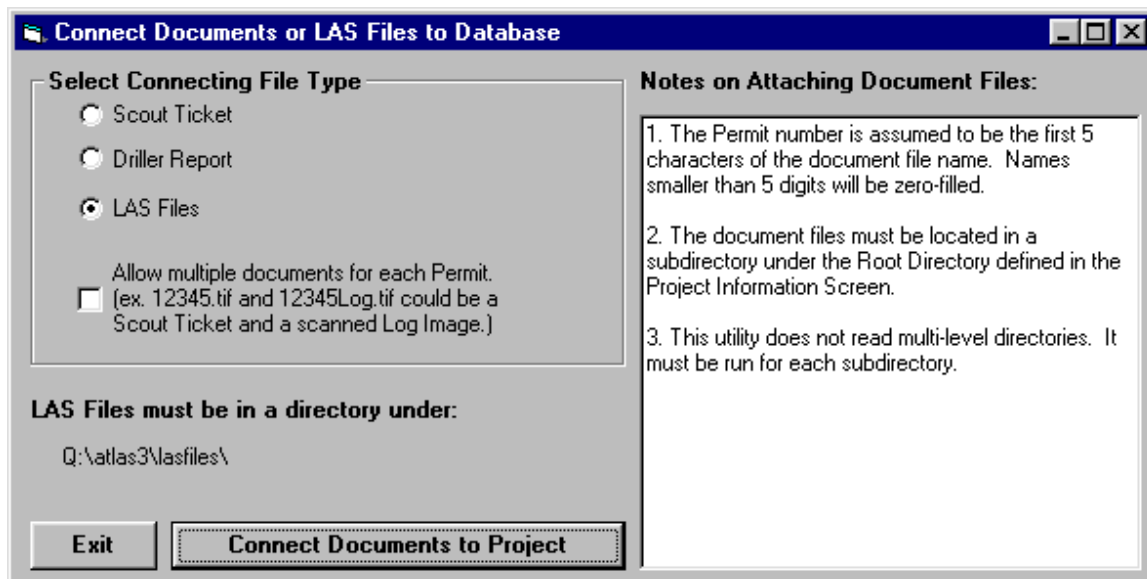 Connect Documents or LAS Files to Database
Select Connecting File Type
Scout Ticket
Driller Report
LAS Files
Allow multiple documents for each Permit.
(ex. 12345.tif and 12345Log.tif could be a
Scout Ticket and a scanned Log Image.)
LAS Files must be in a directory under:
Q:\atlas3\lasfiles\
Exit
Connect Documents to Project
Notes on Attaching Document Files:
1. The Permit number is assumed to be the first 5
characters of the document file name.  Names
smaller than 5 digits will be zero-filled.
2. The document files must be located in a
subdirectory under the Root Directory defined in the
Project Information Screen.
3. This utility does not read multi-level directories.  It
must be run for each subdirectory.